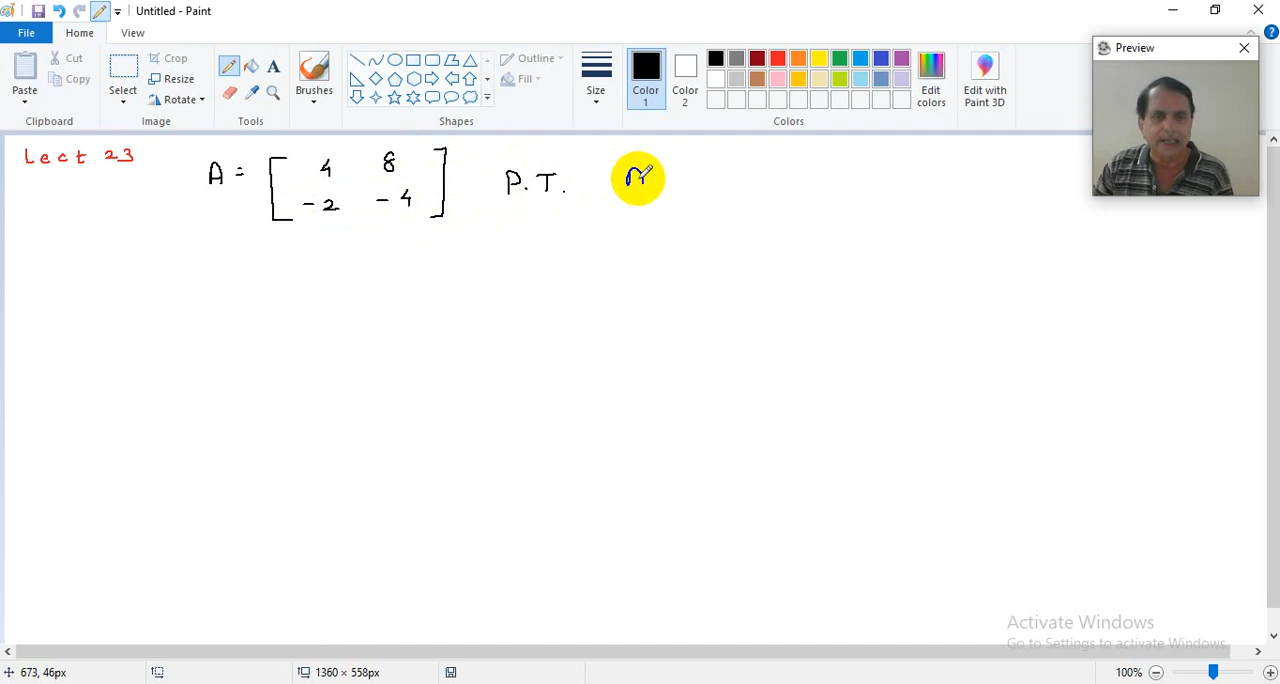 Untitled - Paint
File Home View
Cut
Copy
Paste
Clipboard
Select
Crop
Resize
Rotate
Image
Tools
Brushes
Shapes
Outline
Fill
Size
Color 1
Color 2
Colors
Edit colors
Edit with Paint 3D
Preview
Lect 23
A = [ 4 8
-2 -4 ] P.T.
Activate Windows
Go to Settings to activate Windows.
673, 46px
1360 × 558px
100%